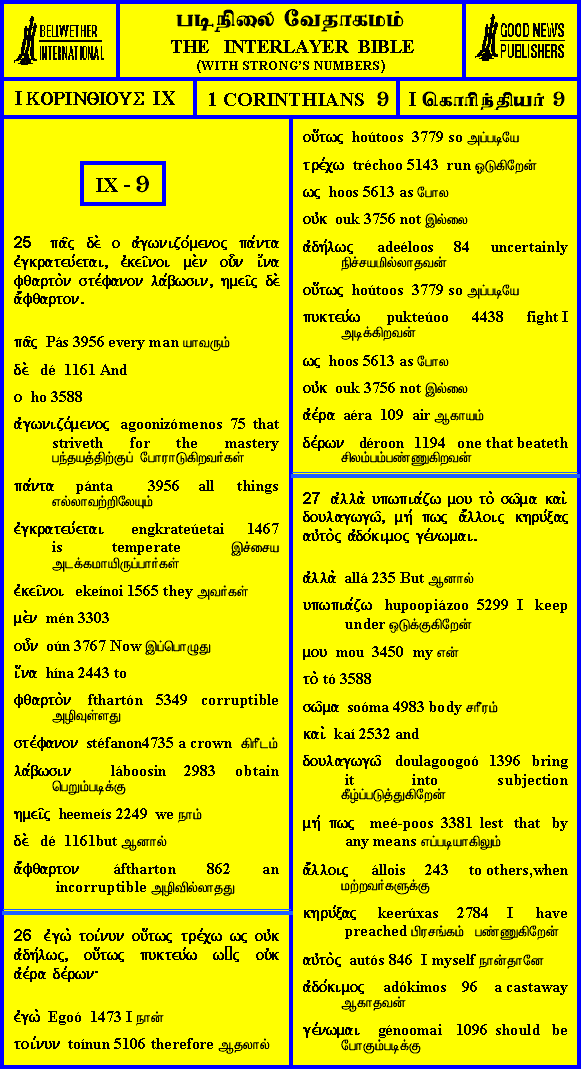 BELLWETHER
INTERNATIONAL
படிநிலை வேதாகமம்
THE INTERLAYER BIBLE
(WITH STRONG'S NUMBERS)
GOOD NEWS
PUBLISHERS
I ΚΟΡΙΝΘΙΟΥΣ IX
1 CORINTHIANS 9
I கொரிந்தியர் 9
IX - 9
25 πᾶς δὲ ο ἀγωνιζόμενος πάντα
ἐγκρατεύεται, ἐκεῖνοι μὲν οὖν ἵνα
φθαρτὸν στέφανον λάβωσιν, ημεῖς δὲ
ἄφθαρτον.
πᾶς Pás 3956 every man யாவரும்
δὲ dé 1161 And
ο ho 3588
ἀγωνιζόμενος agoonizómenos 75 that
striveth for the mastery
பந்தயத்திற்குப் போராடுகிறவர்கள்
πάντα pánta 3956 all things
எல்லாவற்றிலேயும்
ἐγκρατεύεται engkrateúetai 1467
is temperate இச்சைய
அடக்கமாயிருப்பார்கள்
ἐκεῖνοι ekeínoi 1565 they அவர்கள்
μὲν mén 3303
οὖν oún 3767 Now இப்பொழுது
ἵνα hína 2443 to
φθαρτὸν fthartón 5349 corruptible
அழிவுள்ளது
στέφανον stéfanon4735 a crown கிரீடம்
λάβωσιν láboosin 2983 obtain
பெறும்படிக்கு
ημεῖς heemeís 2249 we நாம்
δὲ dé 1161but ஆனால்
ἄφθαρτον áftharton 862 an
incorruptible அழிவில்லாதது
26 ἐγὼ τοίνυν οὕτως τρέχω ως οὐκ
ἀδήλως, οὕτως πυκτεύω ω▯ς οὐκ
ἀέρα δέρων·
ἐγὼ Egoó 1473 I நான்
τοίνυν toínun 5106 therefore ஆதலால்
οὕτως hoútoos 3779 so அப்படியே
τρέχω tréchoo 5143 run ஓடுகிறேன்
ως hoos 5613 as போல
οὐκ ouk 3756 not இல்லை
ἀδήλως adeéloos 84 uncertainly
நிச்சயமில்லாதவன்
οὕτως hoútoos 3779 so அப்படியே
πυκτεύω pukteúoo 4438 fight I
அடிக்கிறவன்
ως hoos 5613 as போல
οὐκ ouk 3756 not இல்லை
ἀέρα aéra 109 air ஆகாயம்
δέρων déroon 1194 one that beateth
சிலம்பம்பண்ணுகிறவன்
27 ἀλλὰ υπωπιάζω μου τὸ σῶμα καὶ
δουλαγωγῶ, μή πως ἄλλοις κηρύξας
αὐτὸς ἀδόκιμος γένωμαι.
ἀλλὰ allá 235 But ஆனால்
υπωπιάζω hupoopiázoo 5299 I keep
under ஒடுக்குகிறேன்
μου mou 3450 my என்
τὸ tó 3588
σῶμα soóma 4983 body சரீரம்
καὶ kaí 2532 and
δουλαγωγῶ doulagoogoó 1396 bring
it into subjection
கீழ்ப்படுத்துகிறேன்
μή πως meé-poos 3381 lest that by
any means எப்படியாகிலும்
ἄλλοις állois 243 to others,when
மற்றவர்களுக்கு
κηρύξας keerúxas 2784 I have
preached பிரசங்கம் பண்ணுகிறேன்
αὐτὸς autós 846 I myself நான்தானே
ἀδόκιμος adókimos 96 a castaway
ஆகாதவன்
γένωμαι génoomai 1096 should be
போகும்படிக்கு